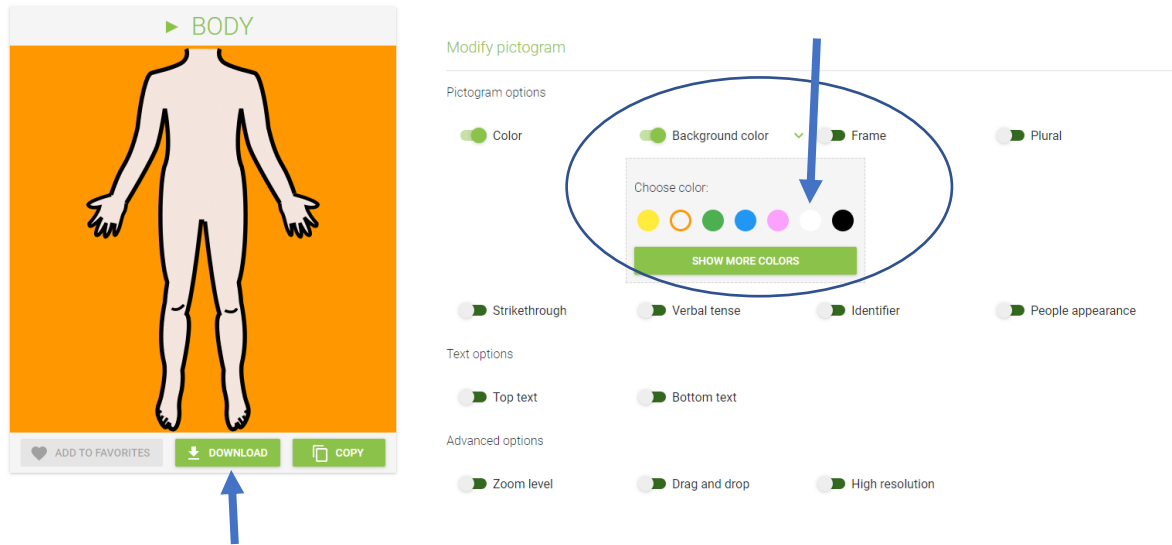 BODY
ADD TO FAVORITES
DOWNLOAD
COPY
Modify pictogram
Pictogram options
Color
Background color
Frame
Plural
Choose color:
SHOW MORE COLORS
Strikethrough
Verbal tense
Identifier
People appearance
Text options
Top text
Bottom text
Advanced options
Zoom level
Drag and drop
High resolution